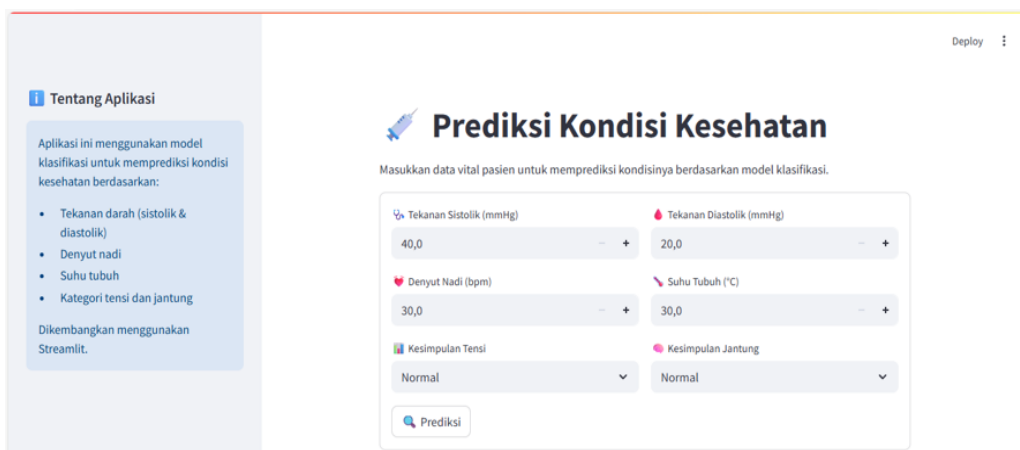 Deploy
Tentang Aplikasi
Aplikasi ini menggunakan model
klasifikasi untuk memprediksi kondisi
kesehatan berdasarkan:
• Tekanan darah (sistolik &
diastolik)
• Denyut nadi
• Suhu tubuh
• Kategori tensi dan jantung
Dikembangkan menggunakan
Streamlit.
Prediksi Kondisi Kesehatan
Masukkan data vital pasien untuk memprediksi kondisinya berdasarkan model klasifikasi.
Tekanan Sistolik (mmHg)
40,0
Tekanan Diastolik (mmHg)
20,0
Denyut Nadi (bpm)
30,0
Suhu Tubuh (°C)
30,0
Kesimpulan Tensi
Normal
Kesimpulan Jantung
Normal
Prediksi